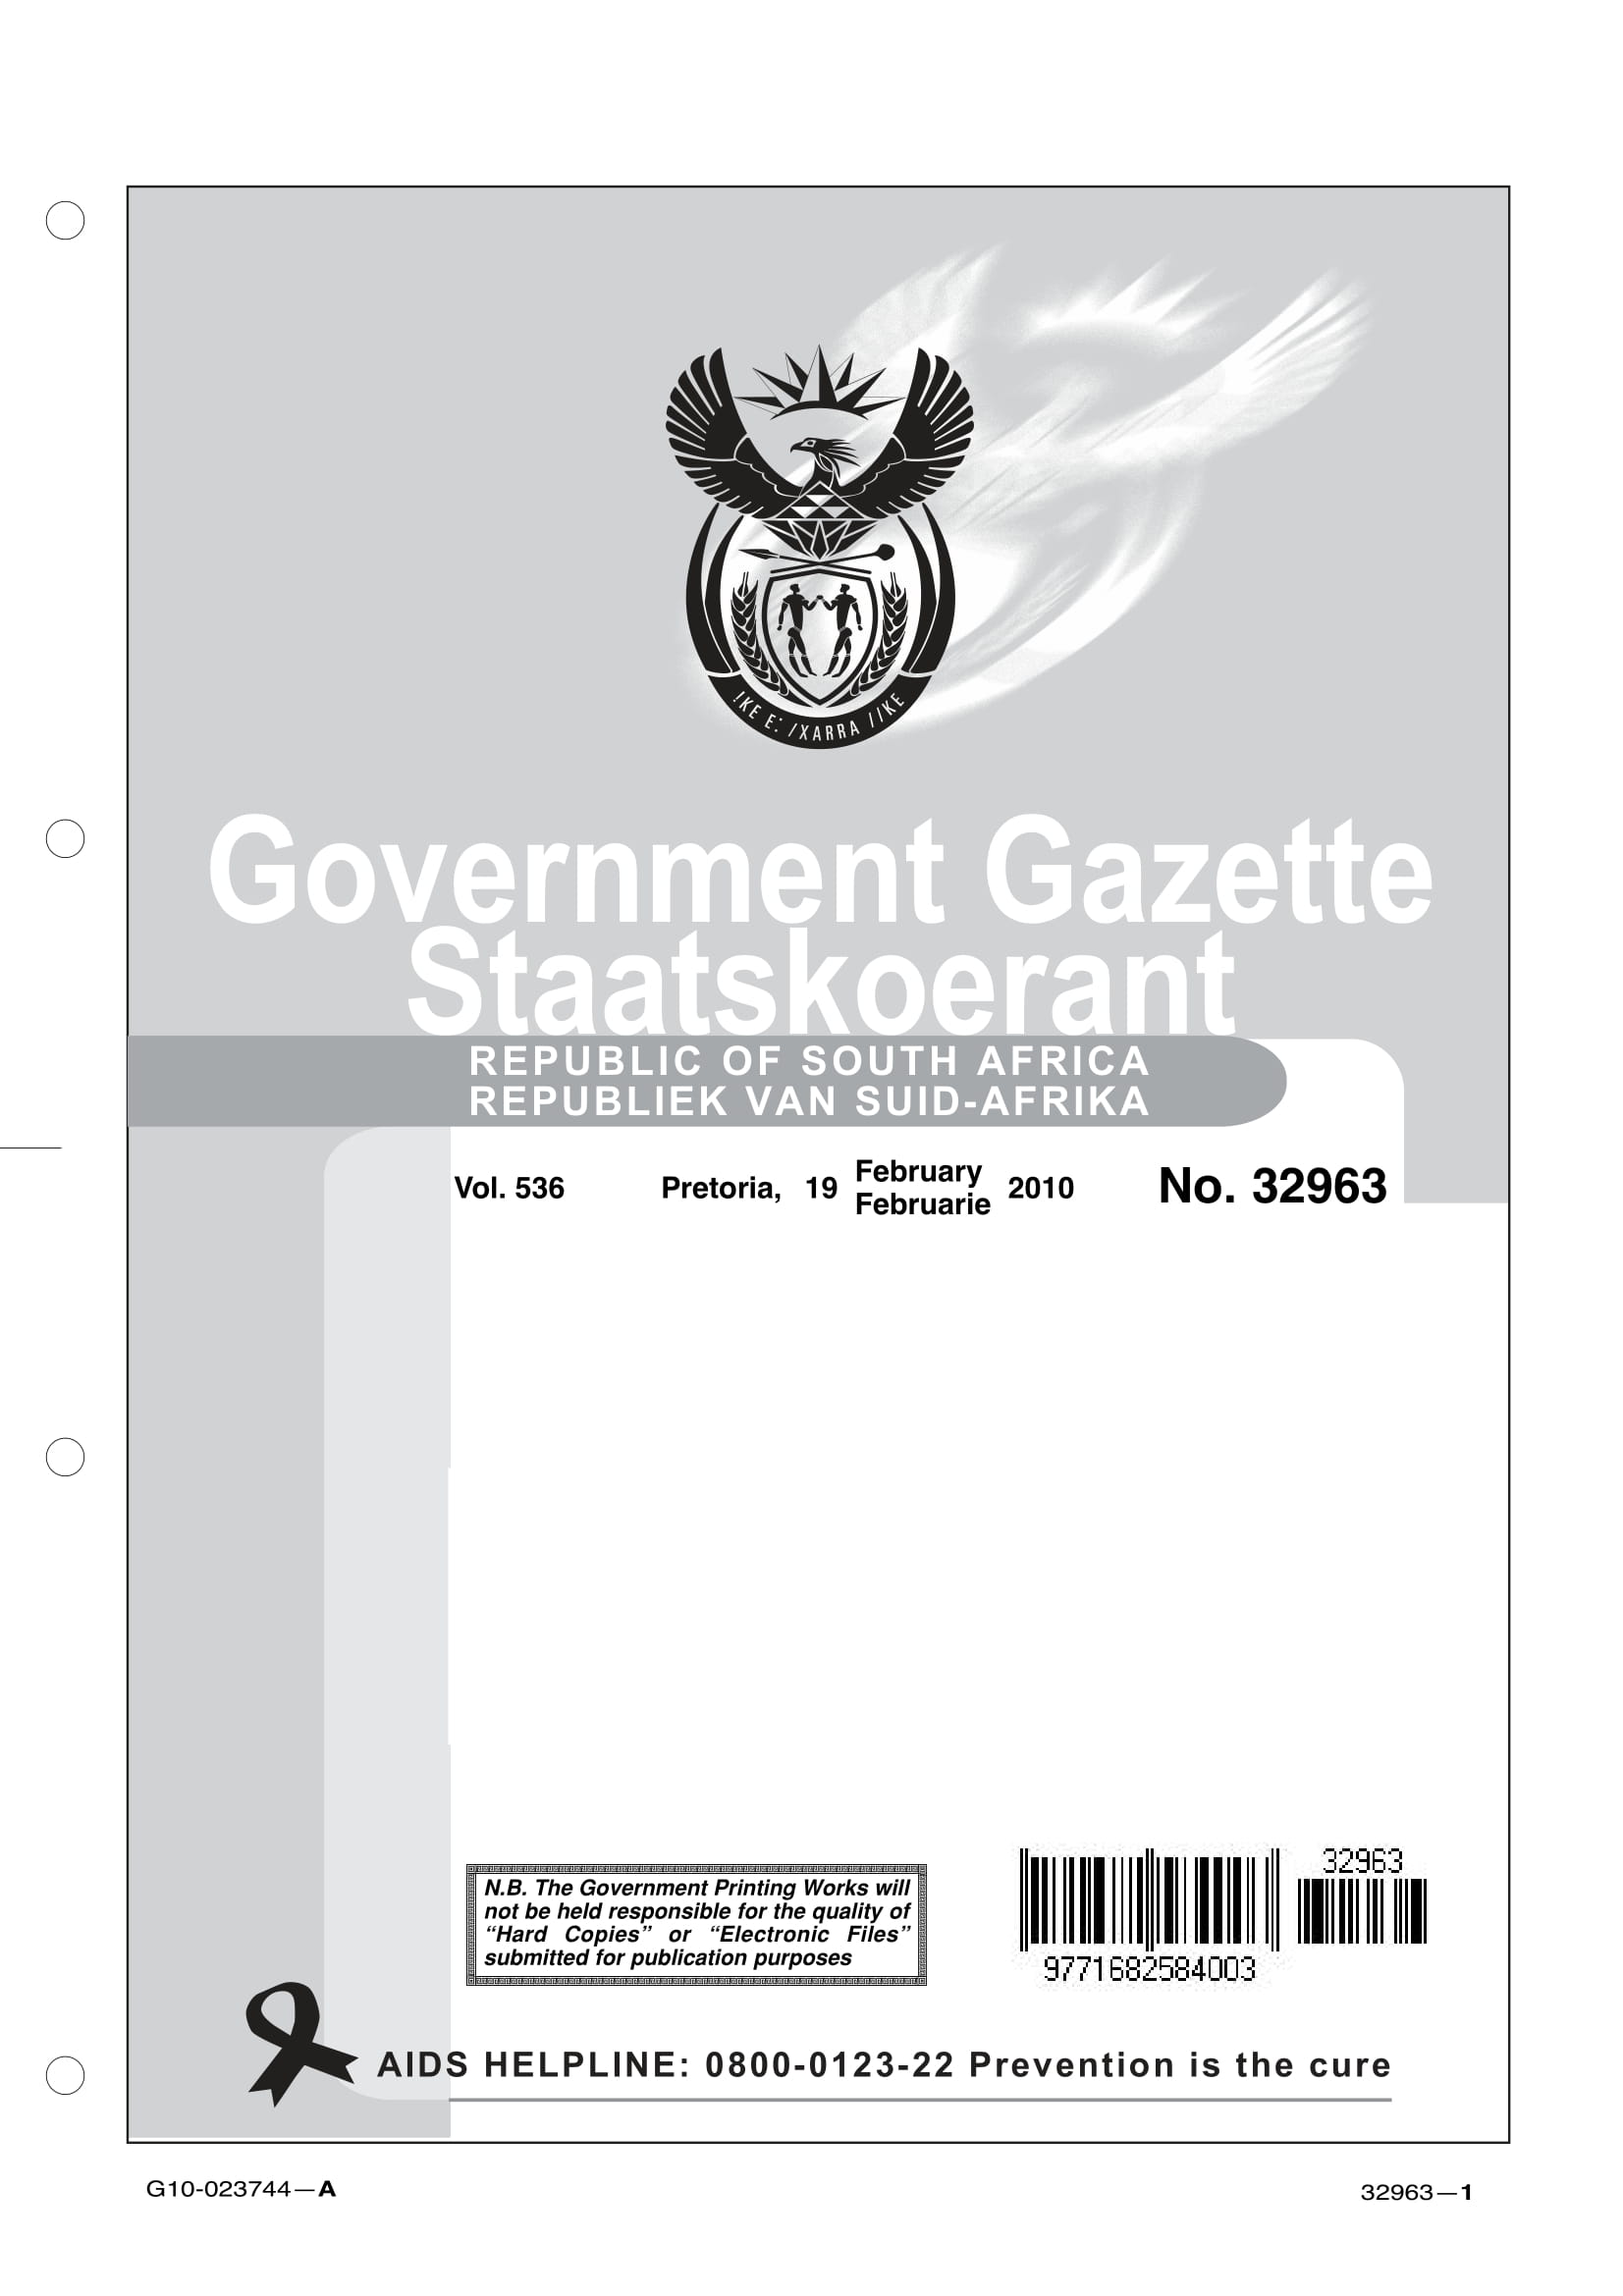 !KE E: /XARRA //KE
Government Gazette
Staatskoerant
REPUBLIC OF SOUTH AFRICA
REPUBLIEK VAN SUID-AFRIKA
Vol. 536 Pretoria, 19 February 2010 No. 32963
Februarie
N.B. The Government Printing Works will
not be held responsible for the quality of
“Hard Copies” or “Electronic Files”
submitted for publication purposes
32963
9771682584003
AIDS HELPLINE: 0800-0123-22 Prevention is the cure
G10-023744—A
32963—1